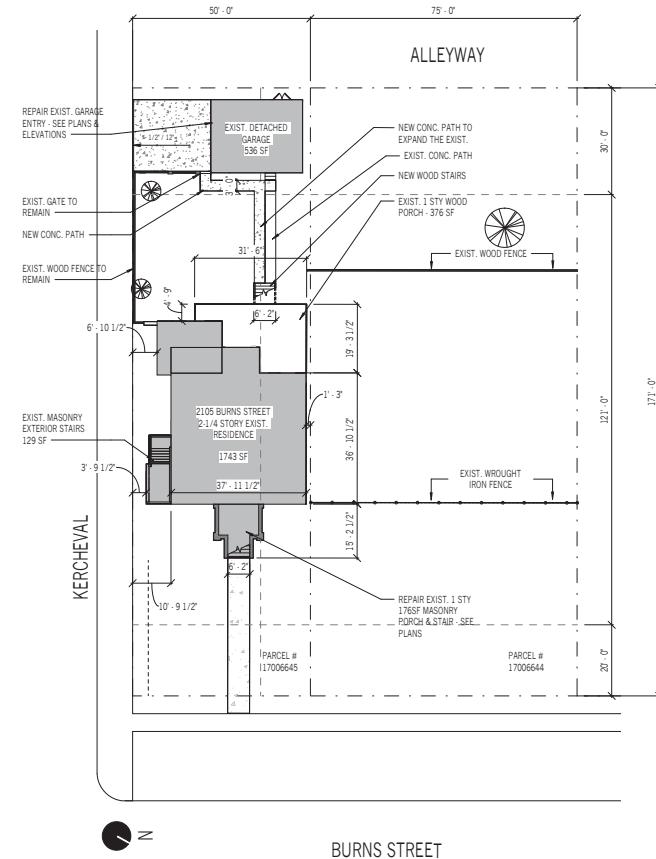 50' - 0"
75' - 0"
ALLEYWAY
REPAIR EXIST. GARAGE
ENTRY - SEE PLANS &
ELEVATIONS
EXIST. DETACHED
GARAGE
536 SF
1/2" / 12"
NEW CONC. PATH TO
EXPAND THE EXIST.
EXIST. CONC. PATH
NEW WOOD STAIRS
EXIST. 1 STY WOOD
PORCH - 376 SF
30' - 0"
3' - 0"
EXIST. GATE TO
REMAIN
NEW CONC. PATH
EXIST. WOOD FENCE TO
REMAIN
31' - 6"
EXIST. WOOD FENCE
4' - 9"
6' - 2"
6' - 10 1/2"
19' - 3 1/2"
171' - 0"
1' - 3"
121' - 0"
2105 BURNS STREET
2-1/4 STORY EXIST.
RESIDENCE
1743 SF
36' - 10 1/2"
EXIST. MASONRY
EXTERIOR STAIRS
129 SF
3' - 9 1/2"
37' - 11 1/2"
EXIST. WROUGHT
IRON FENCE
15' - 2 1/2"
KERCHEVAL
6' - 2"
10' - 9 1/2"
REPAIR EXIST. 1 STY
176SF MASONRY
PORCH & STAIR - SEE
PLANS
PARCEL #
17006645
PARCEL #
17006644
20' - 0"
N
BURNS STREET